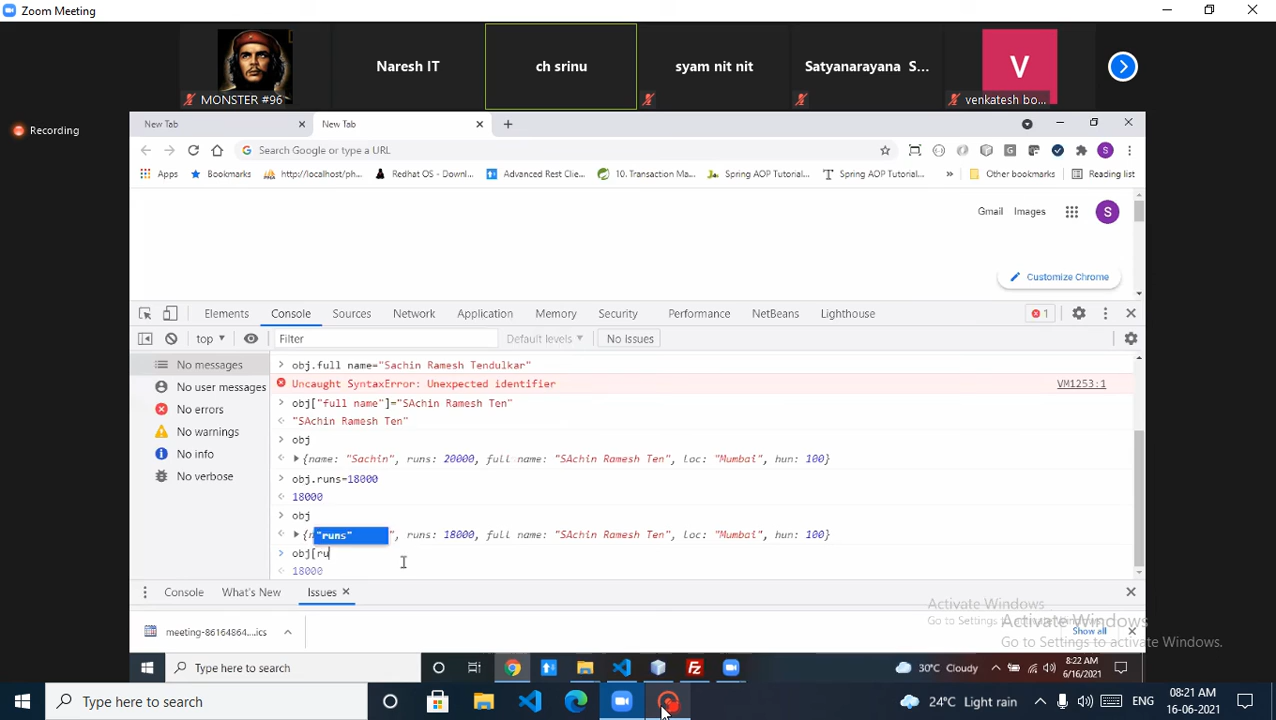 Zoom Meeting
MONSTER #96
Naresh IT
ch srinu
syam nit nit
Satyanarayana S...
V
venkatesh bo...
Recording
New Tab
New Tab
Search Google or type a URL
S
Apps
Bookmarks
http://localhost/ph...
Redhat OS - Downl...
Advanced Rest Clie...
10. Transaction Ma...
Spring AOP Tutorial...
Spring AOP Tutorial...
»
Other bookmarks
Reading list
Gmail
Images
S
Customize Chrome
Elements
Console
Sources
Network
Application
Memory
Security
Performance
NetBeans
Lighthouse
1
top
Filter
Default levels
No Issues
No messages
No user messages
No errors
No warnings
No info
No verbose
obj.full name="Sachin Ramesh Tendulkar"
Uncaught SyntaxError: Unexpected identifier
VM1253:1
obj["full name"]="SAchin Ramesh Ten"
"SAchin Ramesh Ten"
obj
{name: "Sachin", runs: 20000, full name: "SAchin Ramesh Ten", loc: "Mumbai", hun: 100}
obj.runs=18000
18000
obj
", runs: 18000, full name: "SAchin Ramesh Ten", loc: "Mumbai", hun: 100}
"runs"
obj[ru
18000
Console
What's New
Issues
Activate Windows
Go to Settings to activate Windows.
meeting-86164864....ics
Show all
Activate Windows
Go to Settings to activate Windows.
Type here to search
30°C Cloudy
ENG
8:22 AM
6/16/2021
Type here to search
24°C Light rain
ENG
08:21 AM
16-06-2021